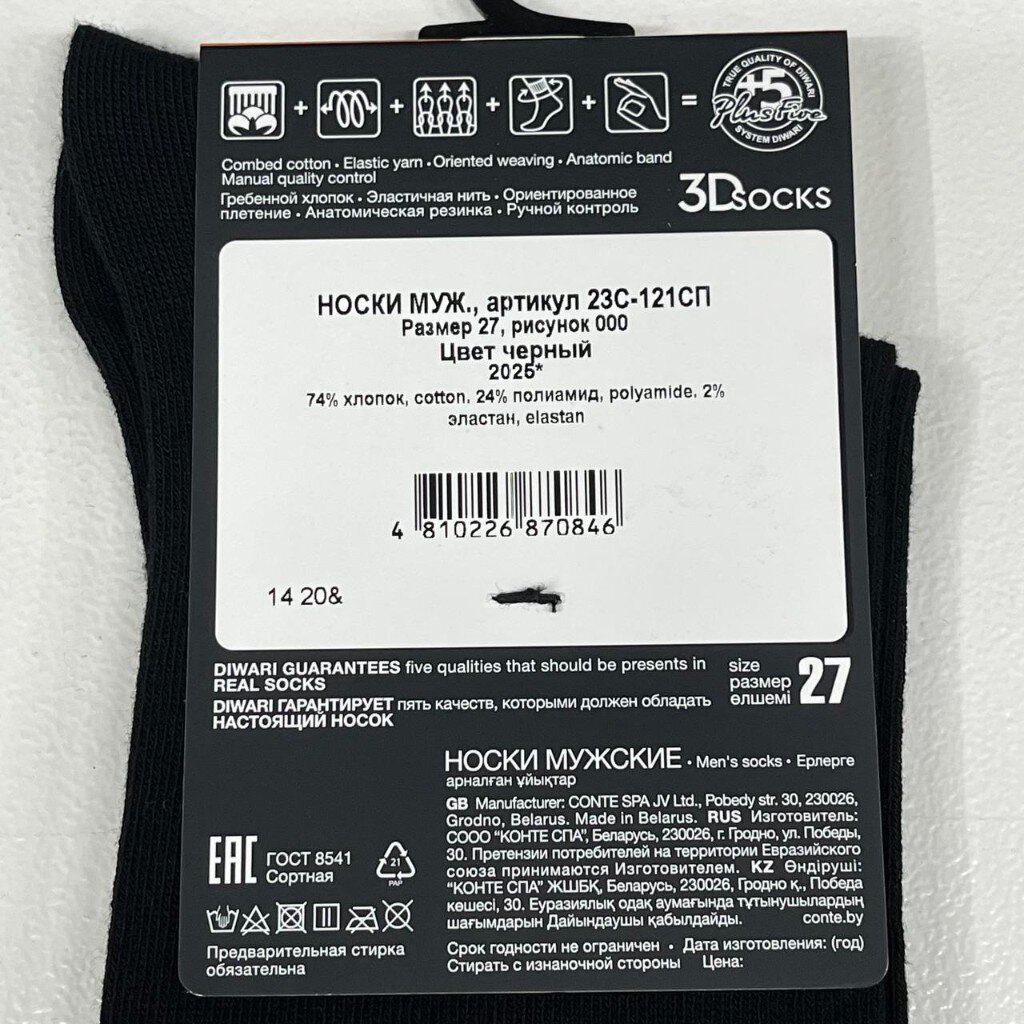 TRUE QUALITY OF DIWARI
+5
PlusFive
SYSTEM DIWARI
+ + + + =
Combed cotton • Elastic yarn • Oriented weaving • Anatomic band
Manual quality control
Гребенной хлопок • Эластичная нить • Ориентированное
плетение • Анатомическая резинка • Ручной контроль
3DSOCKS
НОСКИ МУЖ., артикул 23С-121СП
Размер 27, рисунок 000
Цвет черный
2025*
74% хлопок, cotton. 24% полиамид, polyamide. 2%
эластан, elastan
4 810226 870846
14 20&
DIWARI GUARANTEES five qualities that should be presents in
REAL SOCKS
DIWARI ГАРАНТИРУЕТ пять качеств, которыми должен обладать
НАСТОЯЩИЙ НОСОК
size
размер
өлшемі
27
НОСКИ МУЖСКИЕ • Men's socks • Ерлерге
арналған ұйықтар
GB Manufacturer: CONTE SPA JV Ltd., Pobedy str. 30, 230026,
Grodno, Belarus. Made in Belarus. RUS Изготовитель:
СООО "КОНТЕ СПА", Беларусь, 230026, г. Гродно, ул. Победы,
30. Претензии потребителей на территории Евразийского
союза принимаются Изготовителем. KZ Өндіруші:
"КОНТЕ СПА" ЖШБҚ, Беларусь, 230026, Гродно қ., Победа
көшесі, 30. Еуразиялық одақ аумағында тұтынушылардың
шағымдарын Дайындаушы қабылдайды. conte.by
Срок годности не ограничен • Дата изготовления: (год)
Стирать с изнаночной стороны Цена:
EAC
ГОСТ 8541
Сортная
21
PAP
Предварительная стирка
обязательна